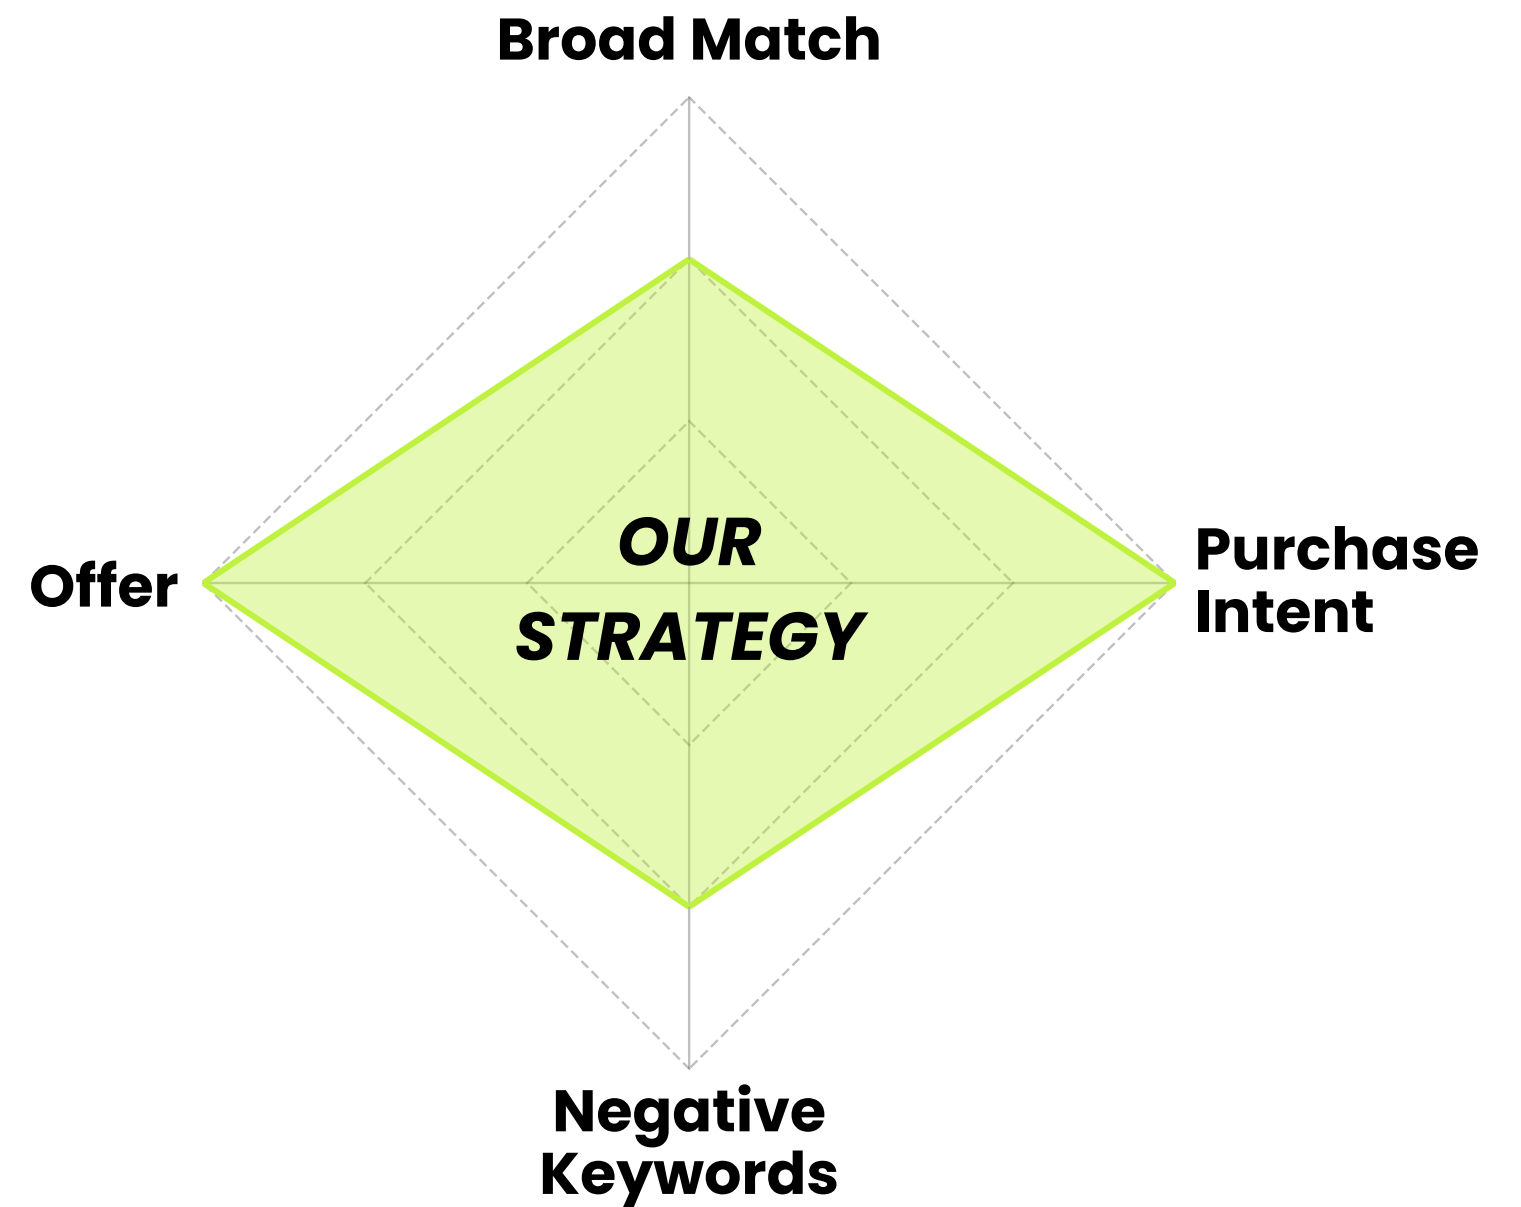 Broad Match
OUR
STRATEGY
Offer
Purchase
Intent
Negative
Keywords